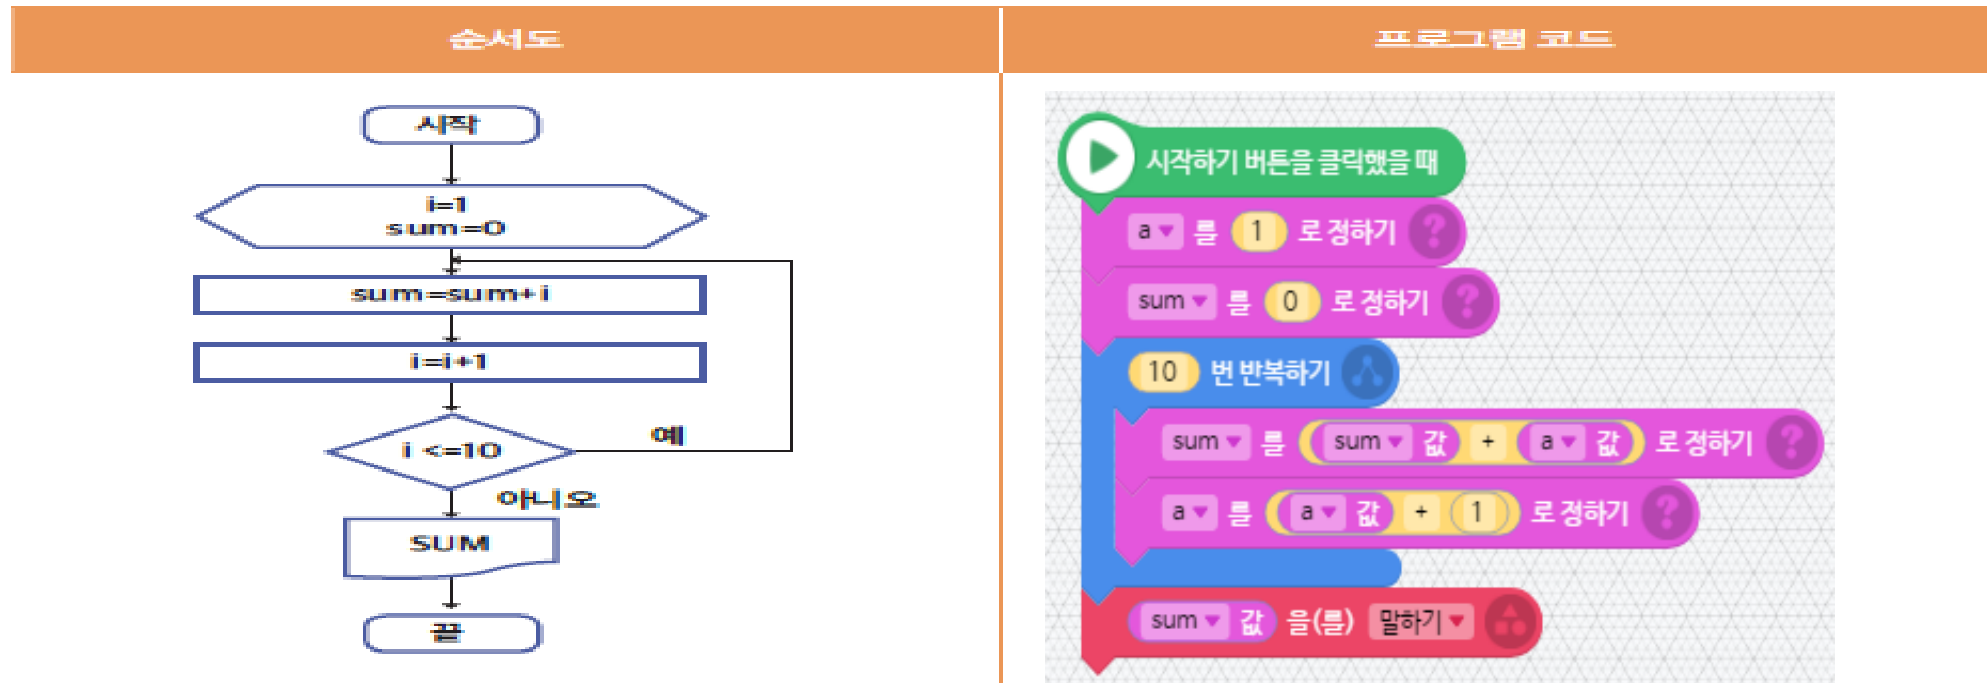 순서도
프로그램 코드
시작
i=1
sum=0
sum=sum+i
i=i+1
i <=10
예
아니오
SUM
끝
시작하기 버튼을 클릭했을 때
a ▼ 를 1 로 정하기 ?
sum ▼ 를 0 로 정하기 ?
10 번 반복하기
sum ▼ 를 sum ▼ 값 + a ▼ 값 로 정하기 ?
a ▼ 를 a ▼ 값 + 1 로 정하기 ?
sum ▼ 값 을(를) 말하기 ▼